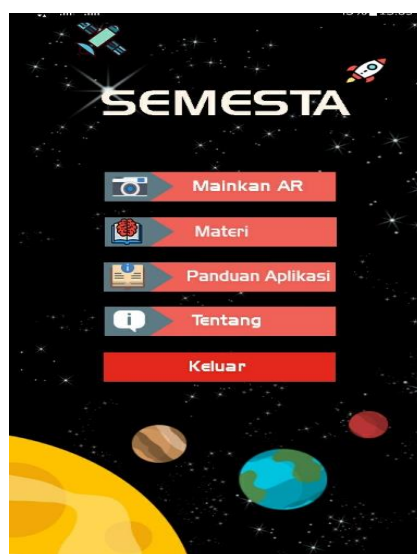 SEMESTA
Mainkan AR
Materi
Panduan Aplikasi
Tentang
Keluar